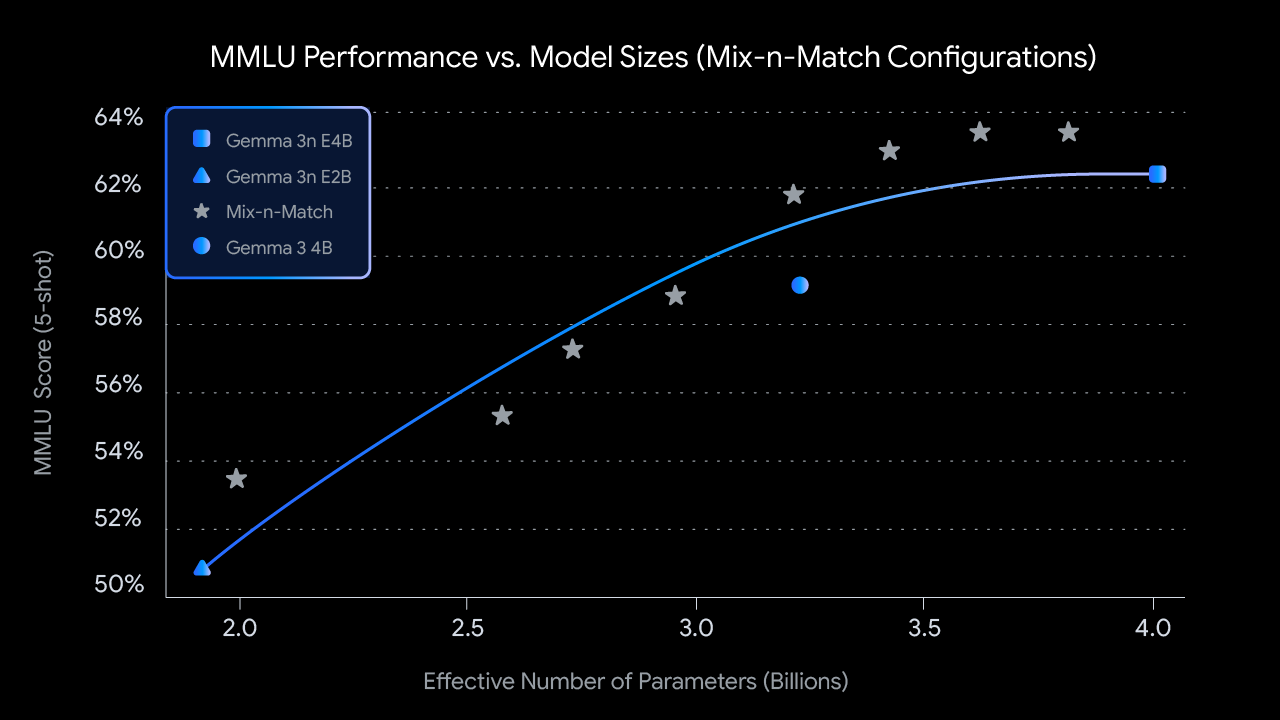 MMLU Performance vs. Model Sizes (Mix-n-Match Configurations)
64%
62%
60%
58%
56%
54%
52%
50%
Gemma 3n E4B
Gemma 3n E2B
Mix-n-Match
Gemma 3 4B
MMLU Score (5-shot)
2.0 2.5 3.0 3.5 4.0
Effective Number of Parameters (Billions)